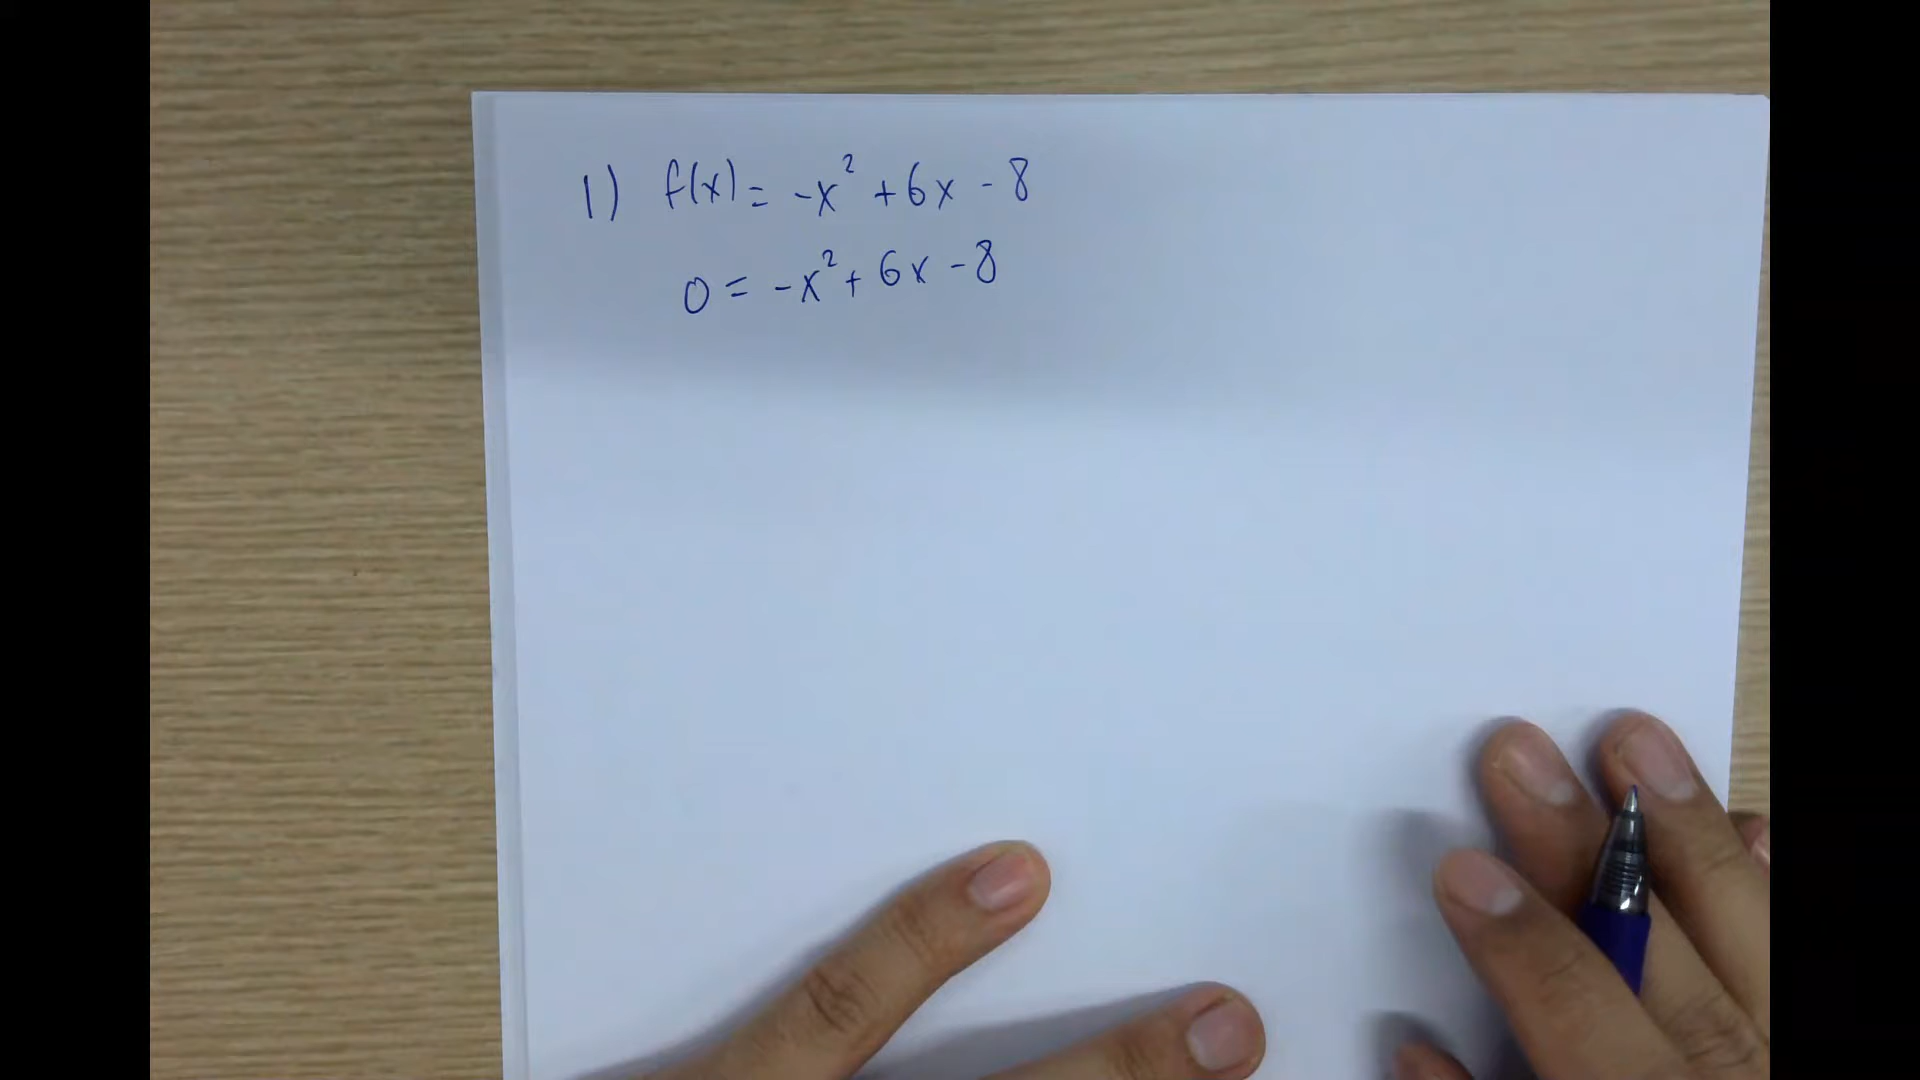 1) f(x) = -x² + 6x - 8
0 = -x² + 6x - 8